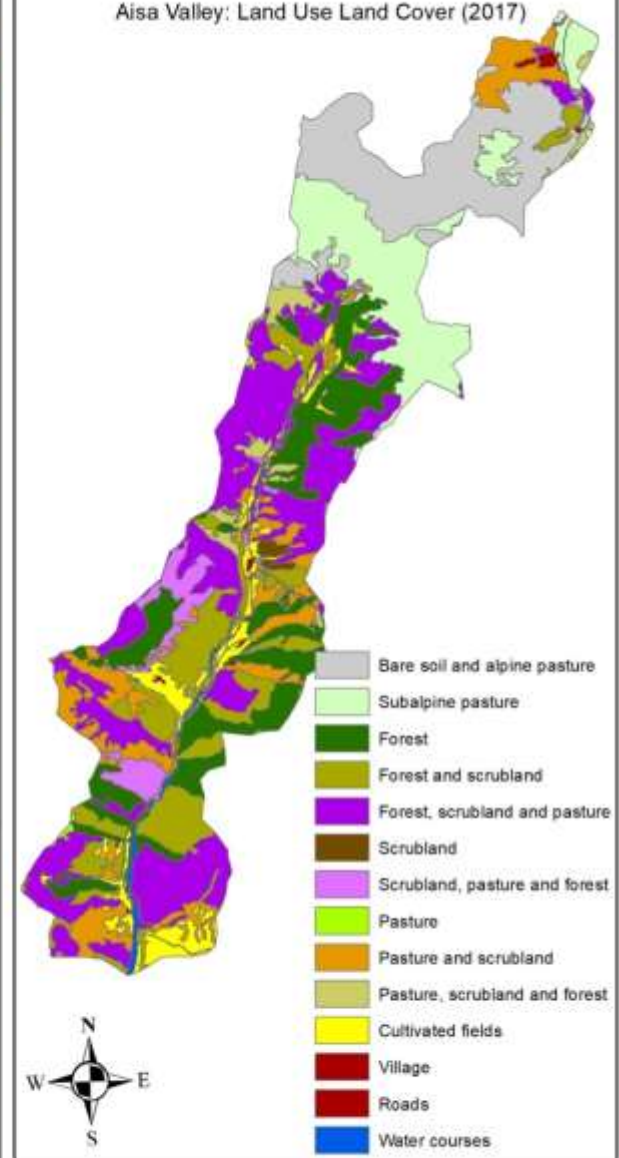 Aisa Valley: Land Use Land Cover (2017)
Bare soil and alpine pasture
Subalpine pasture
Forest
Forest and scrubland
Forest, scrubland and pasture
Scrubland
Scrubland, pasture and forest
Pasture
Pasture and scrubland
Pasture, scrubland and forest
Cultivated fields
Village
Roads
Water courses
N
W E
S